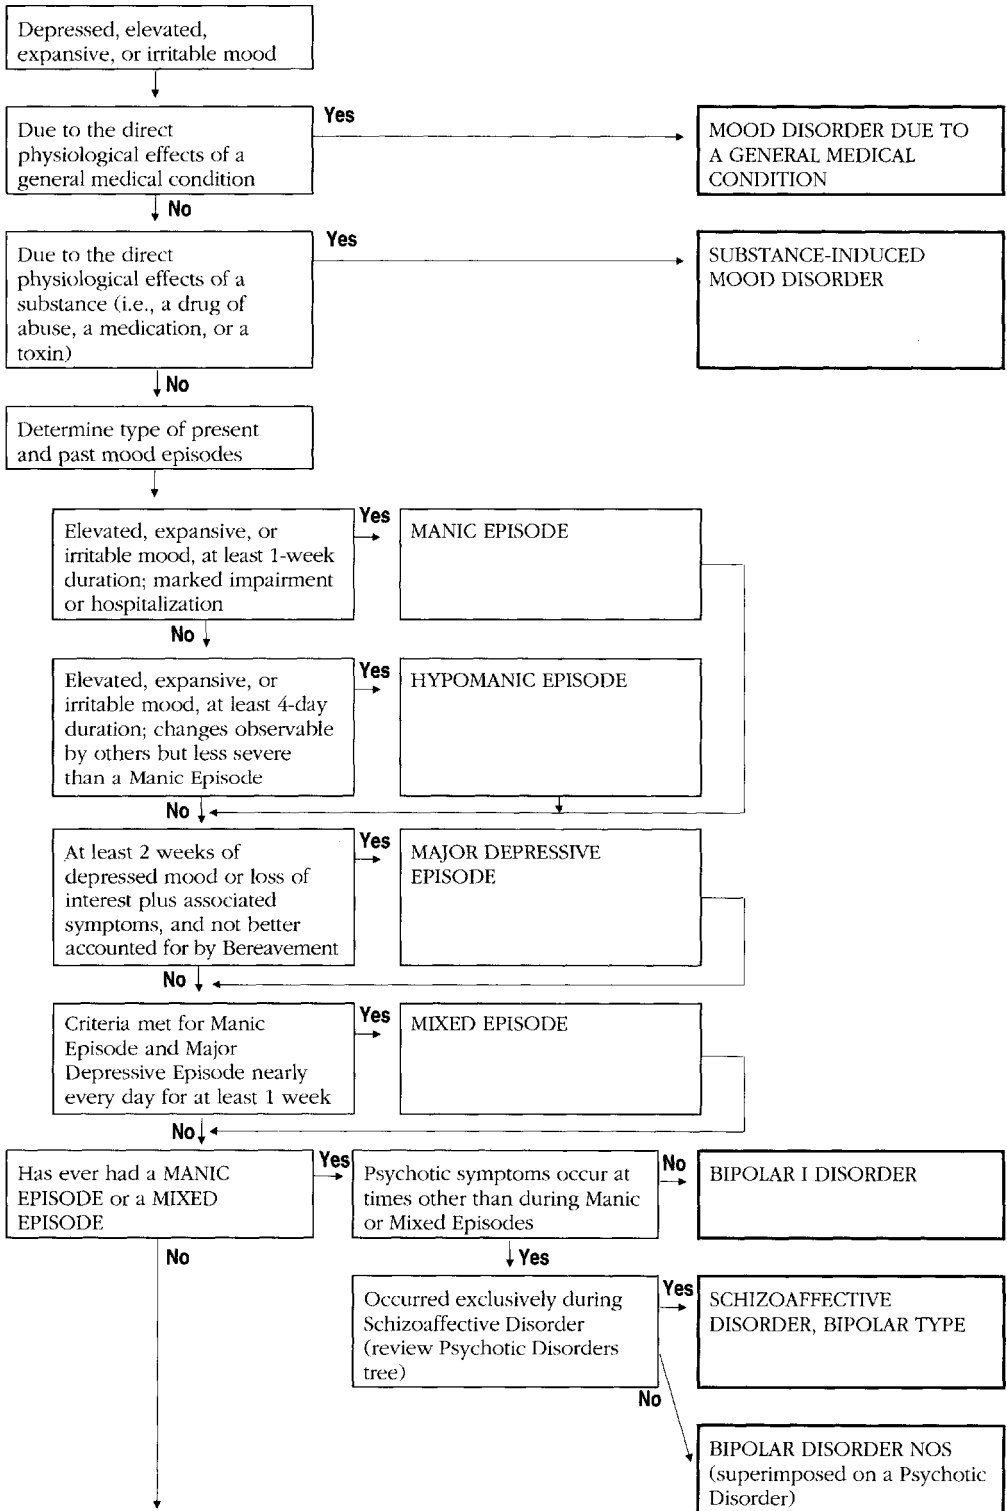 Depressed, elevated,
expansive, or irritable mood
Due to the direct
physiological effects of a
general medical condition
Yes
MOOD DISORDER DUE TO
A GENERAL MEDICAL
CONDITION
No
Due to the direct
physiological effects of a
substance (i.e., a drug of
abuse, a medication, or a
toxin)
Yes
SUBSTANCE-INDUCED
MOOD DISORDER
No
Determine type of present
and past mood episodes
Elevated, expansive, or
irritable mood, at least 1-week
duration; marked impairment
or hospitalization
Yes
MANIC EPISODE
No
Elevated, expansive, or
irritable mood, at least 4-day
duration; changes observable
by others but less severe
than a Manic Episode
Yes
HYPOMANIC EPISODE
No
At least 2 weeks of
depressed mood or loss of
interest plus associated
symptoms, and not better
accounted for by Bereavement
Yes
MAJOR DEPRESSIVE
EPISODE
No
Criteria met for Manic
Episode and Major
Depressive Episode nearly
every day for at least 1 week
Yes
MIXED EPISODE
No
Has ever had a MANIC
EPISODE or a MIXED
EPISODE
Yes
Psychotic symptoms occur at
times other than during Manic
or Mixed Episodes
No
BIPOLAR I DISORDER
No
Yes
Occurred exclusively during
Schizoaffective Disorder
(review Psychotic Disorders
tree)
Yes
SCHIZOAFFECTIVE
DISORDER, BIPOLAR TYPE
No
BIPOLAR DISORDER NOS
(superimposed on a Psychotic
Disorder)